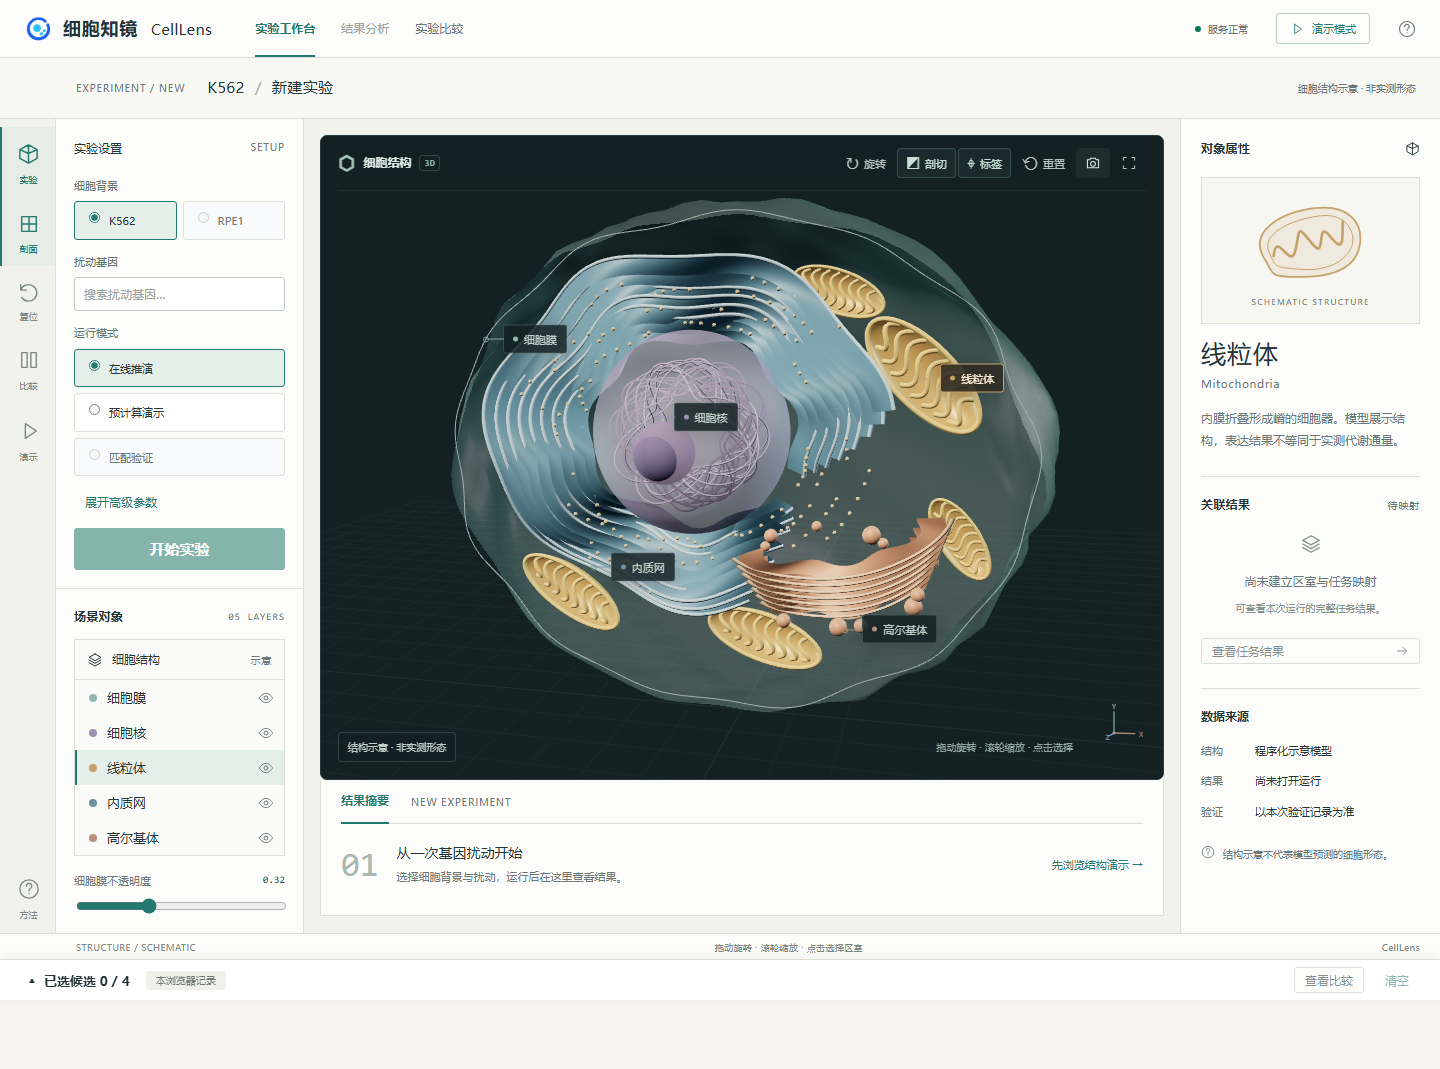 细胞知镜 CellLens 实验工作台 结果分析 实验比较 服务正常 演示模式
EXPERIMENT / NEW K562 / 新建实验 细胞结构示意 · 非实测形态
实验
剖面
复位
比较
演示
方法
实验设置 SETUP
细胞背景
K562 RPE1
扰动基因
搜索扰动基因...
运行模式
在线推演
预计算演示
匹配验证
展开高级参数
开始实验
场景对象 05 LAYERS
细胞结构 示意
细胞膜
细胞核
线粒体
内质网
高尔基体
细胞膜不透明度 0.32
细胞结构 3D 旋转 剖切 标签 重置
细胞膜
线粒体
细胞核
内质网
高尔基体
Y
X
Z
结构示意 · 非实测形态 拖动旋转 · 滚轮缩放 · 点击选择
结果摘要 NEW EXPERIMENT
01 从一次基因扰动开始
选择细胞背景与扰动，运行后在这里查看结果。
先浏览结构演示 →
对象属性
SCHEMATIC STRUCTURE
线粒体
Mitochondria
内膜折叠形成嵴的细胞器。模型展示结
构，表达结果不等同于实测代谢通量。
关联结果 待映射
尚未建立区室与任务映射
可查看本次运行的完整任务结果。
查看任务结果
数据来源
结构 程序化示意模型
结果 尚未打开运行
验证 以本次验证记录为准
结构示意不代表模型预测的细胞形态。
STRUCTURE / SCHEMATIC 拖动旋转 · 滚轮缩放 · 点击选择区室 CellLens
▲ 已选候选 0 / 4 本浏览器记录 查看比较 清空